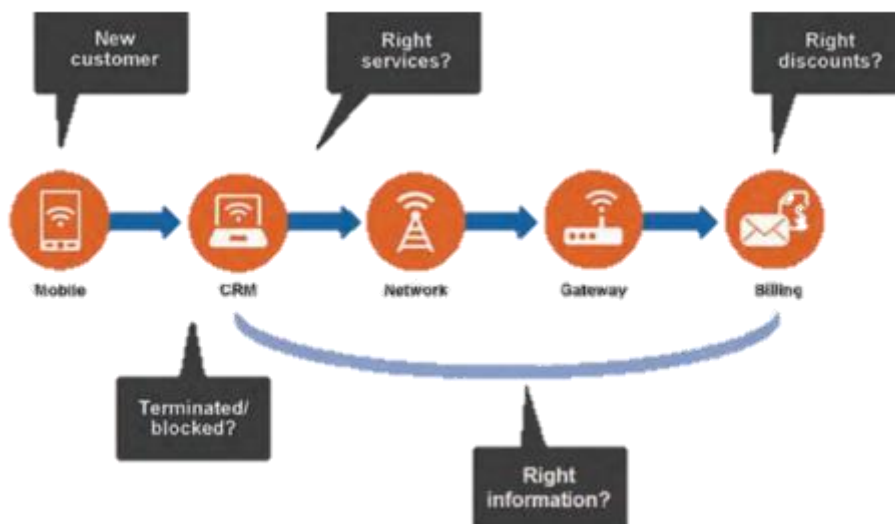 New
customer
Right
services?
Right
discounts?
Mobile
CRM
Network
Gateway
Billing
Terminated/
blocked?
Right
information?